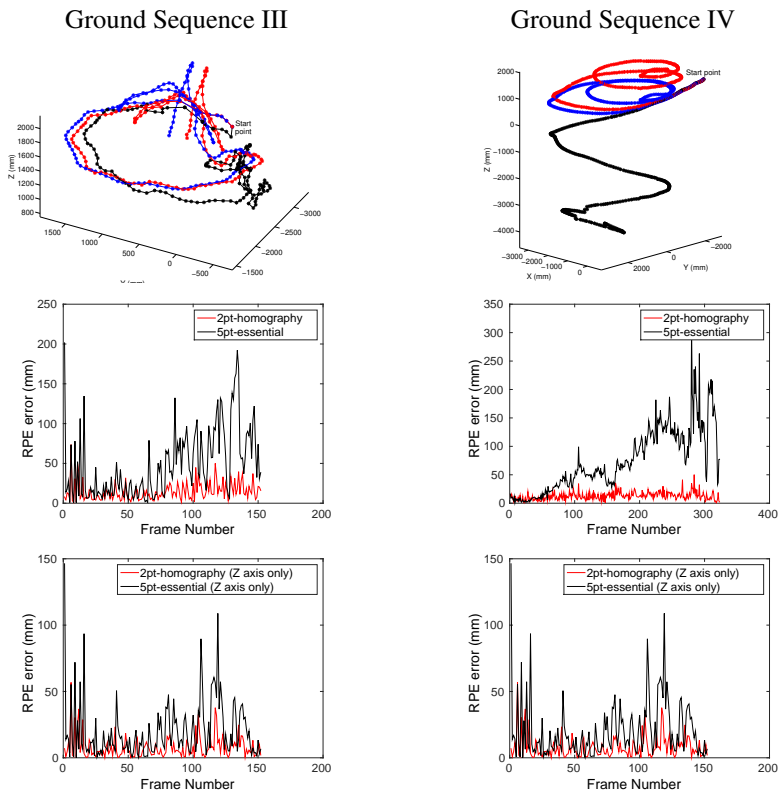 Ground Sequence III
Ground Sequence IV
Start
point
2000
1800
1600
1400
1200
1000
800
Z (mm)
1500
1000
500
0
−500
−1500
−2000
−2500
−3000
Start point
2000
1000
0
−1000
−2000
−3000
−4000
Z (mm)
−3000
−2000
−1000
0
X (mm)
2000
0
−2000
Y (mm)
250
200
150
100
50
0
RPE error (mm)
2pt-homography
5pt-essential
0 50 100 150 200
Frame Number
350
300
250
200
150
100
50
0
RPE error (mm)
2pt-homography
5pt-essential
0 100 200 300 400
Frame Number
150
100
50
0
RPE error (mm)
2pt-homography (Z axis only)
5pt-essential (Z axis only)
0 50 100 150 200
Frame Number
150
100
50
0
RPE error (mm)
2pt-homography (Z axis only)
5pt-essential (Z axis only)
0 50 100 150 200
Frame Number